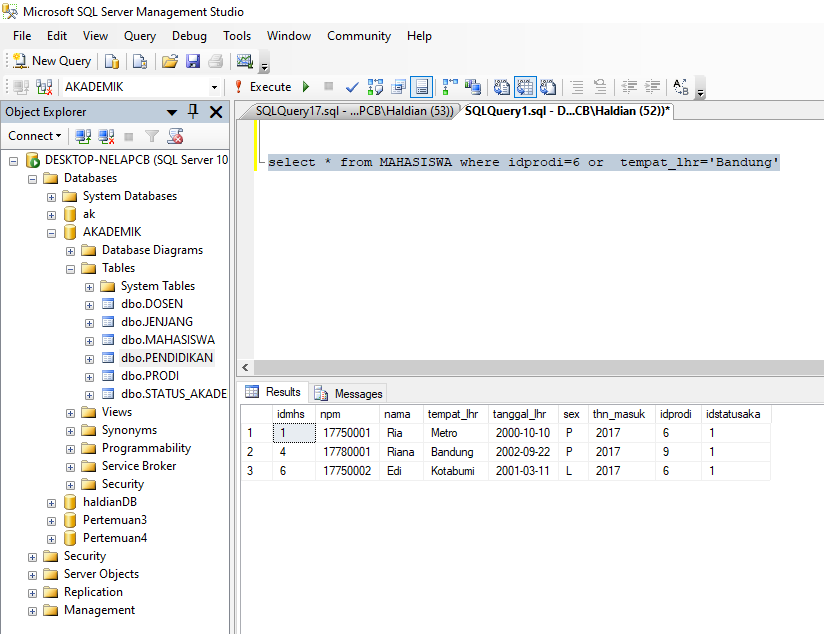 Microsoft SQL Server Management Studio
File Edit View Query Debug Tools Window Community Help
New Query
AKADEMIK Execute
Object Explorer
Connect
DESKTOP-NELAPCB (SQL Server 10
Databases
System Databases
ak
AKADEMIK
Database Diagrams
Tables
System Tables
dbo.DOSEN
dbo.JENJANG
dbo.MAHASISWA
dbo.PENDIDIKAN
dbo.PRODI
dbo.STATUS_AKADE
Views
Synonyms
Programmability
Service Broker
Security
haldianDB
Pertemuan3
Pertemuan4
Security
Server Objects
Replication
Management
SQLQuery17.sql - ...PCB\Haldian (53)) SQLQuery1.sql - D...CB\Haldian (52))*
select * from MAHASISWA where idprodi=6 or  tempat_lhr='Bandung'
Results Messages
idmhs npm nama tempat_lhr tanggal_lhr sex thn_masuk idprodi idstatusaka
1 1 17750001 Ria Metro 2000-10-10 P 2017 6 1
2 4 17780001 Riana Bandung 2002-09-22 P 2017 9 1
3 6 17750002 Edi Kotabumi 2001-03-11 L 2017 6 1